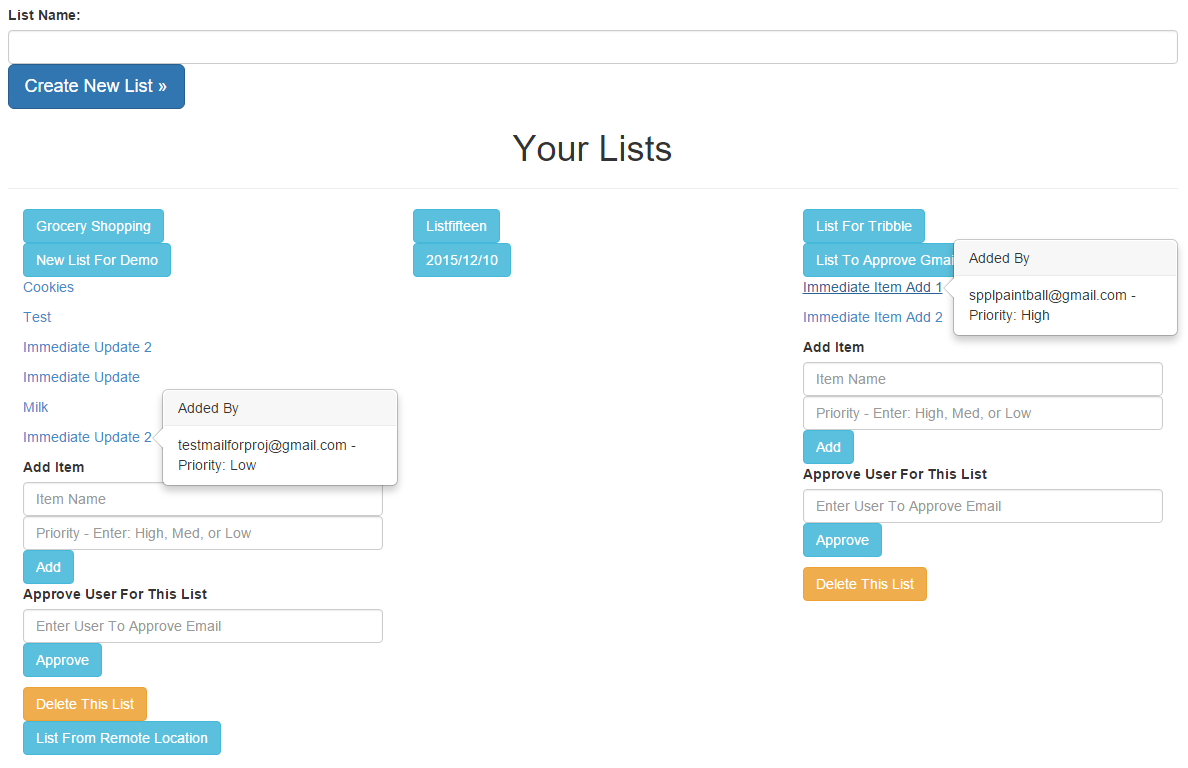 List Name:
Create New List »
Your Lists
Grocery Shopping
New List For Demo
Cookies
Test
Immediate Update 2
Immediate Update
Milk
Immediate Update 2
Added By
testmailforproj@gmail.com -
Priority: Low
Add Item
Item Name
Priority - Enter: High, Med, or Low
Add
Approve User For This List
Enter User To Approve Email
Approve
Delete This List
List From Remote Location
Listfifteen
2015/12/10
List For Tribble
List To Approve Gmai
Immediate Item Add 1
Added By
spplpaintball@gmail.com -
Priority: High
Immediate Item Add 2
Add Item
Item Name
Priority - Enter: High, Med, or Low
Add
Approve User For This List
Enter User To Approve Email
Approve
Delete This List